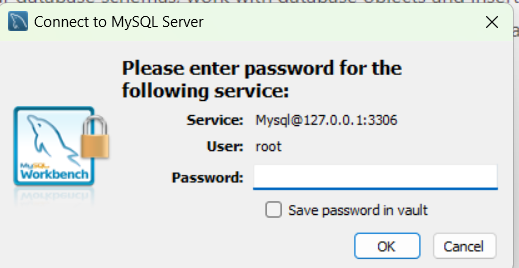 Connect to MySQL Server
Please enter password for the
following service:
Service: Mysql@127.0.0.1:3306
User: root
Password:
MySQL
Workbench
Save password in vault
OK Cancel